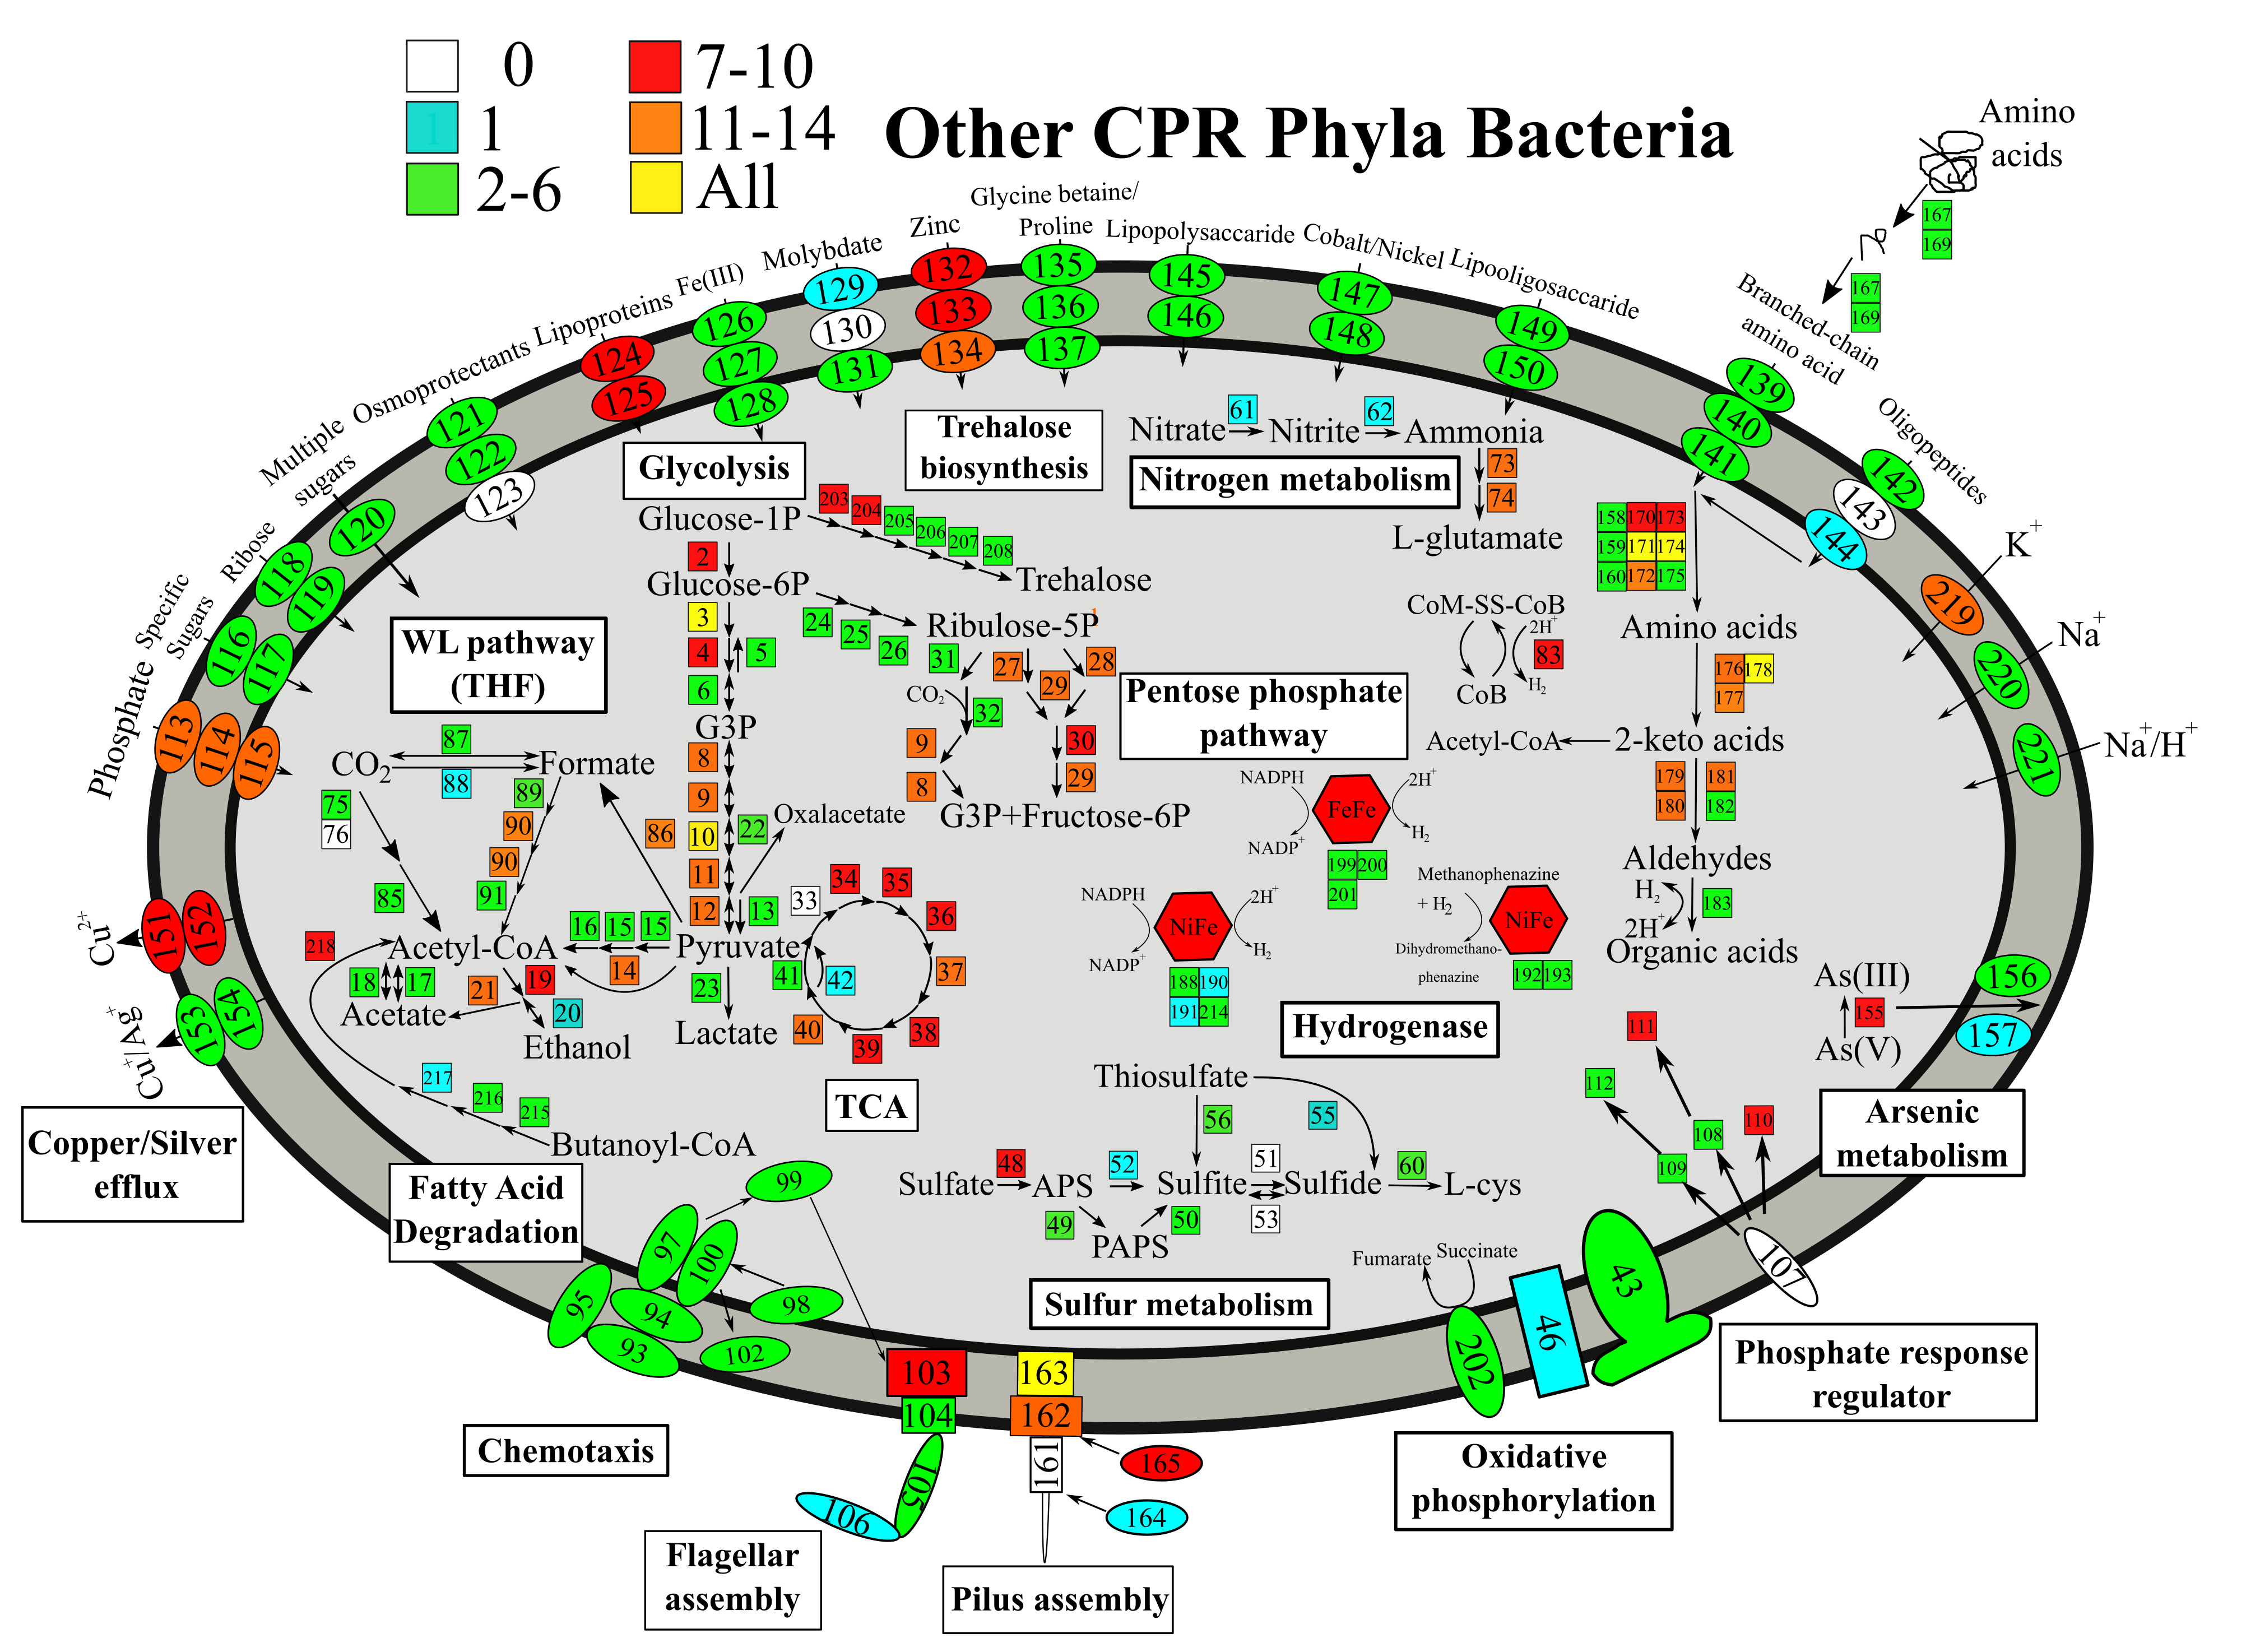 0
7-10
1
1
11-14
2-6
All
Other CPR Phyla Bacteria
Amino
acids
167
169
167
169
Phosphate
113
114
115
Specific
Sugars
116
117
Ribose
118
119
Multiple
sugars
120
Osmoprotectants
121
122
123
Lipoproteins
124
125
Fe(III)
126
127
128
Molybdate
129
130
131
Zinc
132
133
134
Glycine betaine/
Proline
135
136
137
Lipopolysaccaride
145
146
Cobalt/Nickel
147
148
Lipooligosaccaride
149
150
Branched-chain
amino acid
139
140
141
Oligopeptides
142
143
144
K+
219
Na+
220
Na+/H+
221
Glycolysis
Glucose-1P
2
Glucose-6P
3
4
5
6
G3P
8
9
10
22
11
12
13
Oxalacetate
Pyruvate
23
Lactate
Trehalose
biosynthesis
203
204
205
206
207
208
Trehalose
24
25
26
Ribulose-5P
1
31
27
28
29
CO2
32
9
30
8
29
G3P+Fructose-6P
Pentose phosphate
pathway
Nitrate
61
Nitrite
62
Ammonia
Nitrogen metabolism
73
74
L-glutamate
158 170 173
159 171 174
160 172 175
Amino acids
176 178
177
Acetyl-CoA
2-keto acids
179 181
180 182
Aldehydes
H2
183
2H+
Organic acids
CoM-SS-CoB
2H+
83
CoB
H2
NADPH
FeFe
2H+
NADP+
H2
199 200
201
NADPH
NiFe
2H+
NADP+
H2
188 190
191 214
Methanophenazine
+ H2
NiFe
Dihydromethano-
phenazine
192 193
Hydrogenase
WL pathway
(THF)
CO2
87
88
Formate
75
76
89
90
90
86
85
91
16
15
15
14
Acetyl-CoA
218
18
17
21
19
20
Acetate
Ethanol
217
216
215
Butanoyl-CoA
Fatty Acid
Degradation
33
34
35
36
37
38
39
40
41
42
TCA
Thiosulfate
56
55
Sulfate
48
APS
52
Sulfite
51
53
Sulfide
60
L-cys
49
PAPS
50
Sulfur metabolism
As(III)
155
As(V)
156
157
Arsenic
metabolism
111
112
108
110
109
107
Phosphate response
regulator
Cu2+
151
152
Cu+/Ag+
153
154
Copper/Silver
efflux
99
97
100
98
95
94
93
102
Chemotaxis
103
104
105
106
Flagellar
assembly
163
162
161
165
164
Pilus assembly
Fumarate
Succinate
202
46
43
Oxidative
phosphorylation